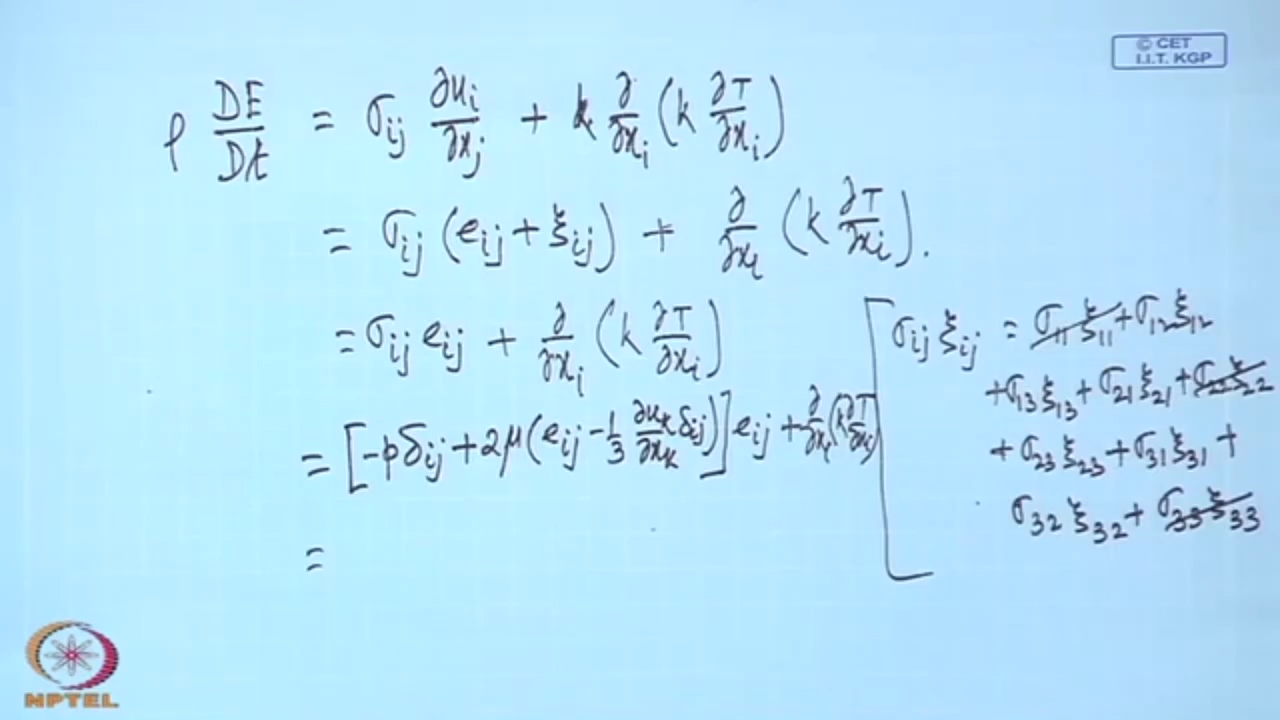 © CET
I.I.T. KGP
ρ DE/Dt = σij ∂ui/∂xj + k ∂/∂xi (k ∂T/∂xi)
= σij (eij + ξij) + ∂/∂xi (k ∂T/∂xi).
= σij eij + ∂/∂xi (k ∂T/∂xi)
= [-pδij + 2μ(eij - 1/3 ∂uk/∂xk δij)] eij + ∂/∂xi (k ∂T/∂xi)
=
σij ξij = σ11 ξ11 + σ12 ξ12
+ σ13 ξ13 + σ21 ξ21 + σ22 ξ22
+ σ23 ξ23 + σ31 ξ31 +
σ32 ξ32 + σ33 ξ33
NPTEL